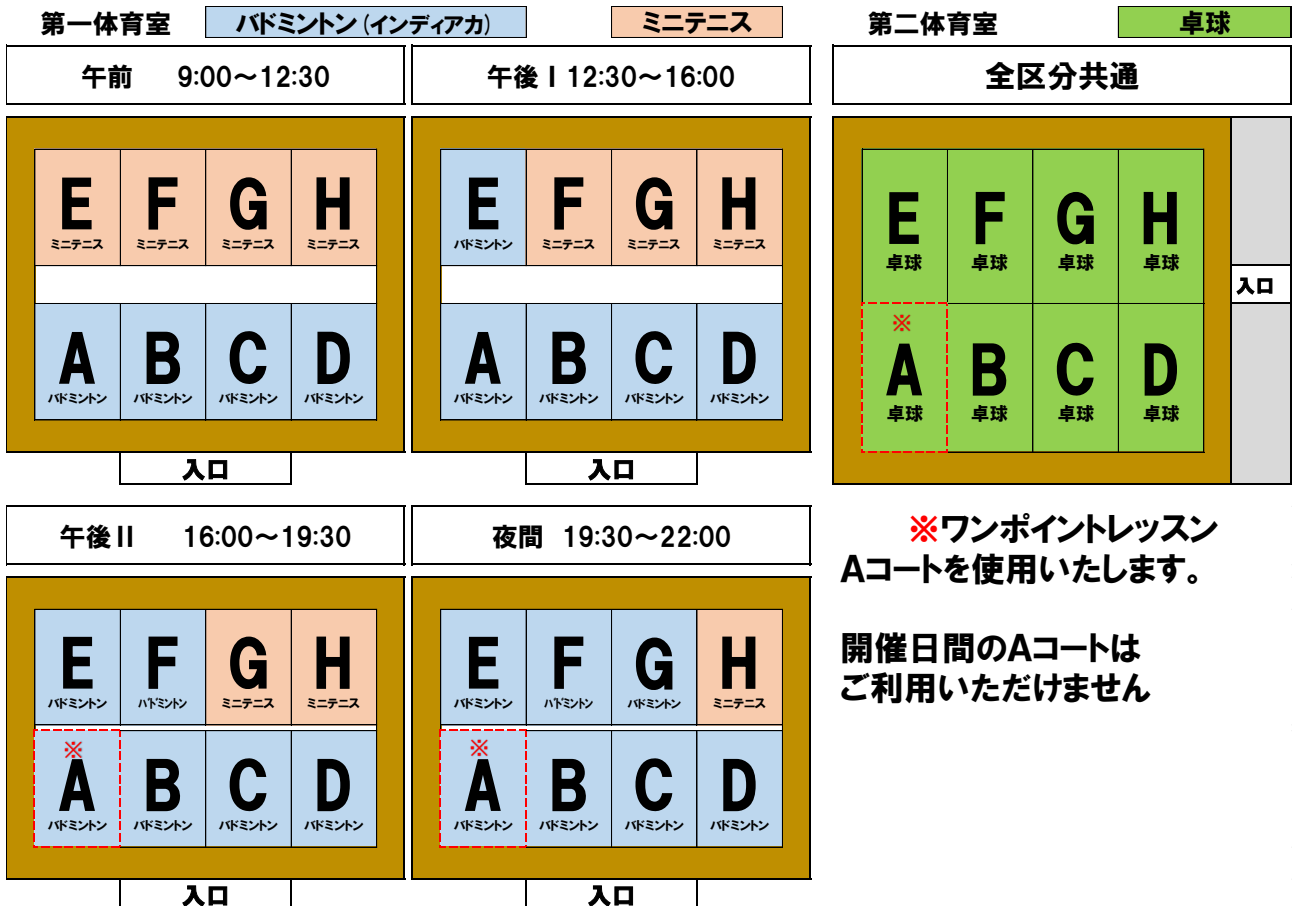 第一体育室 バドミントン(インディアカ) ミニテニス 第二体育室 卓球
午前 9:00～12:30 午後Ⅰ12:30～16:00 全区分共通
E F G H
ミニテニス ミニテニス ミニテニス ミニテニス
A B C D
バドミントン バドミントン バドミントン バドミントン
入口
E F G H
バドミントン ミニテニス ミニテニス ミニテニス
A B C D
バドミントン バドミントン バドミントン バドミントン
入口
E F G H
卓球 卓球 卓球 卓球
入口
※
A B C D
卓球 卓球 卓球 卓球
午後Ⅱ 16:00～19:30 夜間 19:30～22:00
E F G H
バドミントン バドミントン ミニテニス ミニテニス
※
A B C D
バドミントン バドミントン バドミントン バドミントン
入口
E F G H
バドミントン バドミントン バドミントン ミニテニス
※
A B C D
バドミントン バドミントン バドミントン バドミントン
入口
※ワンポイントレッスン
Aコートを使用いたします。
開催日間のAコートは
ご利用いただけません